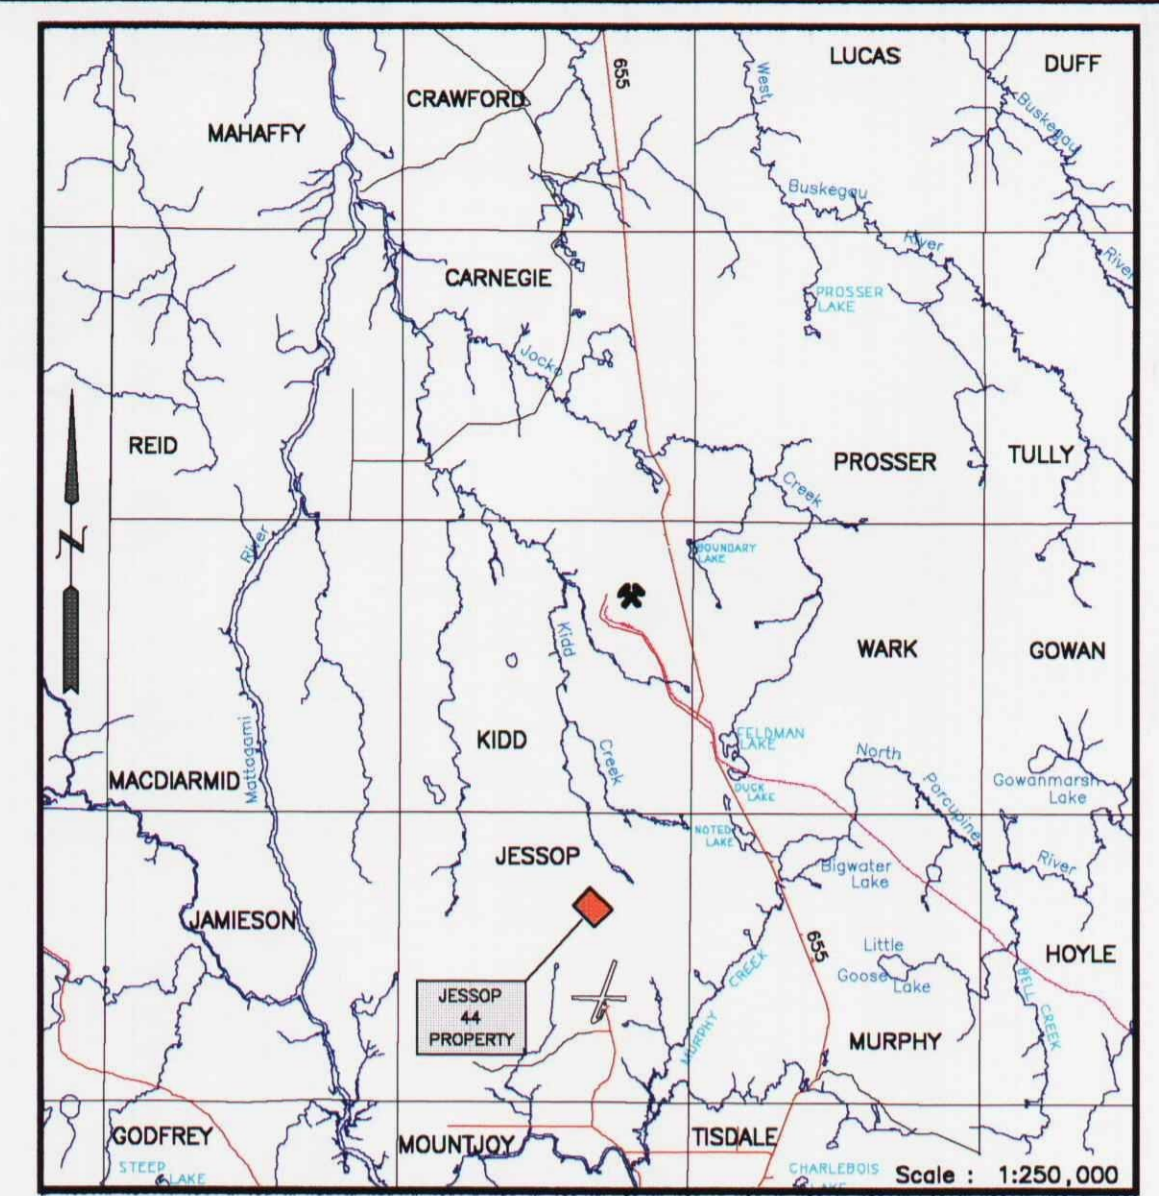 LUCAS
DUFF
655
West
CRAWFORD
Buskegau
MAHAFFY
Buskegau
River
River
CARNEGIE
PROSSER
LAKE
Jocko
REID
PROSSER
TULLY
Creek
N
River
BOUNDARY
LAKE
Kidd
WARK
GOWAN
Mattagami
KIDD
FELDMAN
LAKE
Creek
North
MACDIARMID
DUCK
LAKE
Porcupine
Gowanmarsh
Lake
NOTED
LAKE
JESSOP
Bigwater
Lake
River
JAMIESON
655
Little
Goose Lake
HOYLE
CREEK
MURPHY
BELL CREEK
JESSOP
44
PROPERTY
MURPHY
GODFREY
MOUNTJOY
TISDALE
STEEP
LAKE
CHARLEBOIS
LAKE
Scale : 1:250,000